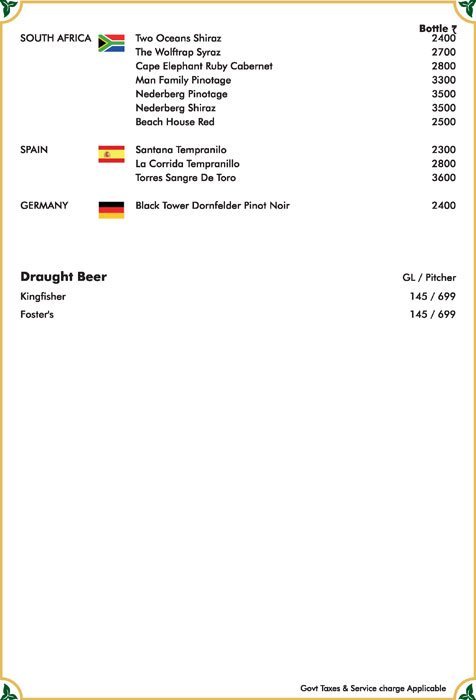 Bottle ₹
SOUTH AFRICA Two Oceans Shiraz 2400
The Wolftrap Syraz 2700
Cape Elephant Ruby Cabernet 2800
Man Family Pinotage 3300
Nederberg Pinotage 3500
Nederberg Shiraz 3500
Beach House Red 2500
SPAIN Santana Tempranilo 2300
La Corrida Tempranillo 2800
Torres Sangre De Toro 3600
GERMANY Black Tower Dornfelder Pinot Noir 2400
Draught Beer GL / Pitcher
Kingfisher 145 / 699
Foster's 145 / 699
Govt Taxes & Service charge Applicable